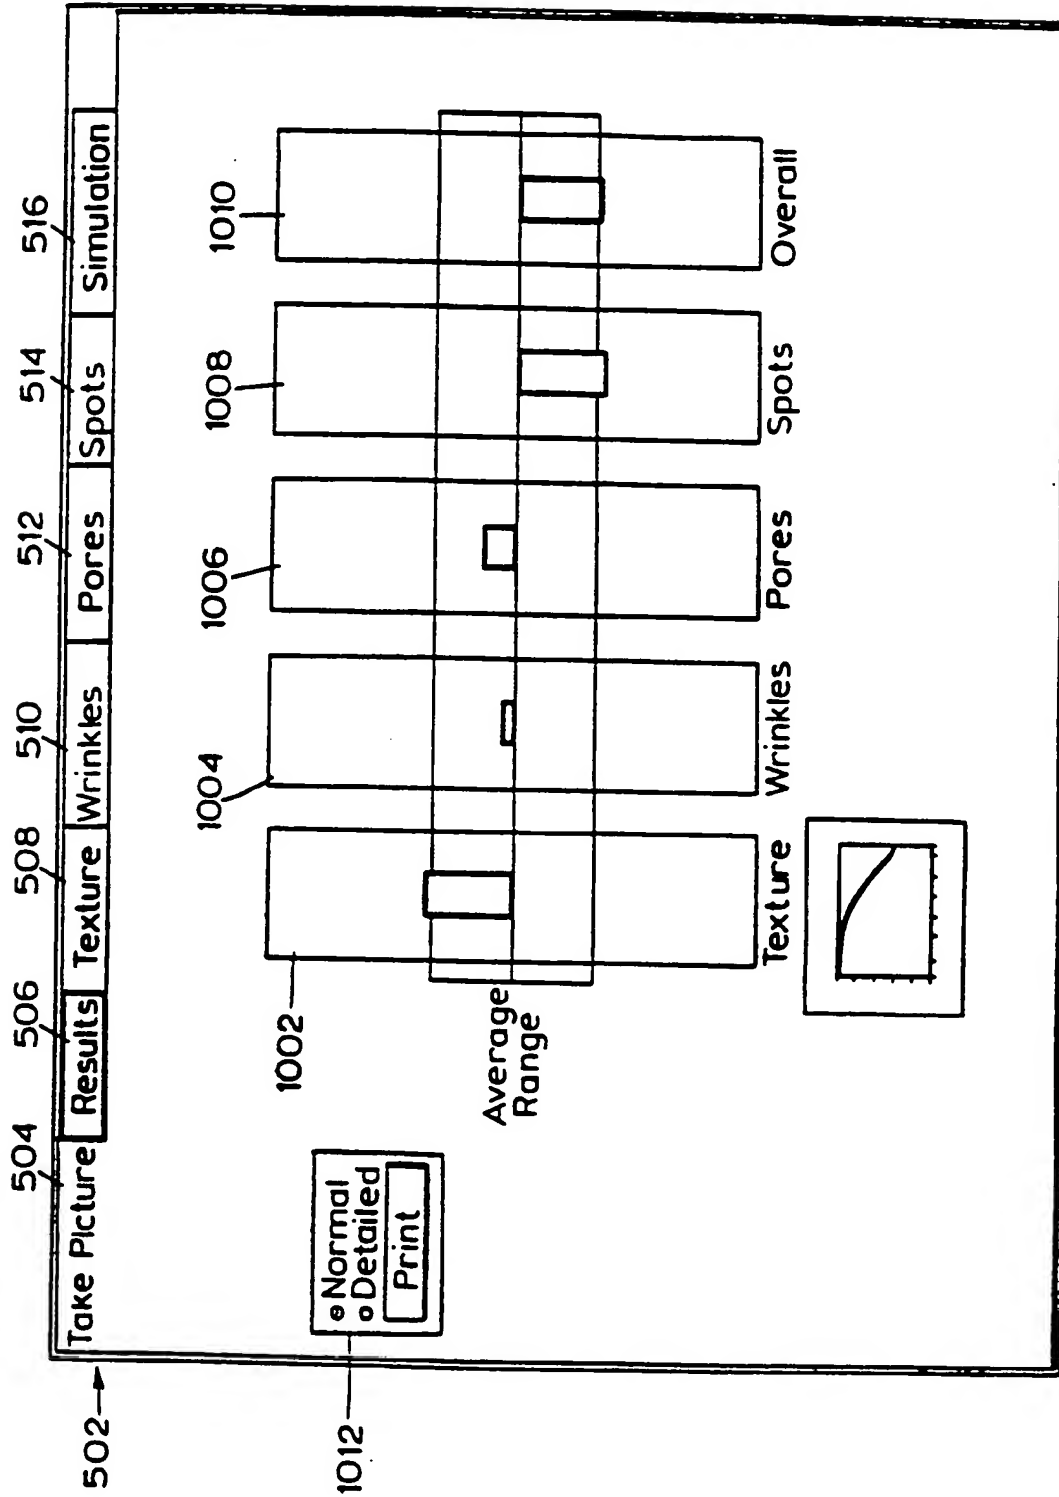 504 506 508 510 512 514 516
502
Take Picture Results Texture Wrinkles Pores Spots Simulation
1002 1004 1006 1008 1010
1012
Normal
Detailed
Print
Average
Range
Texture Wrinkles Pores Spots Overall